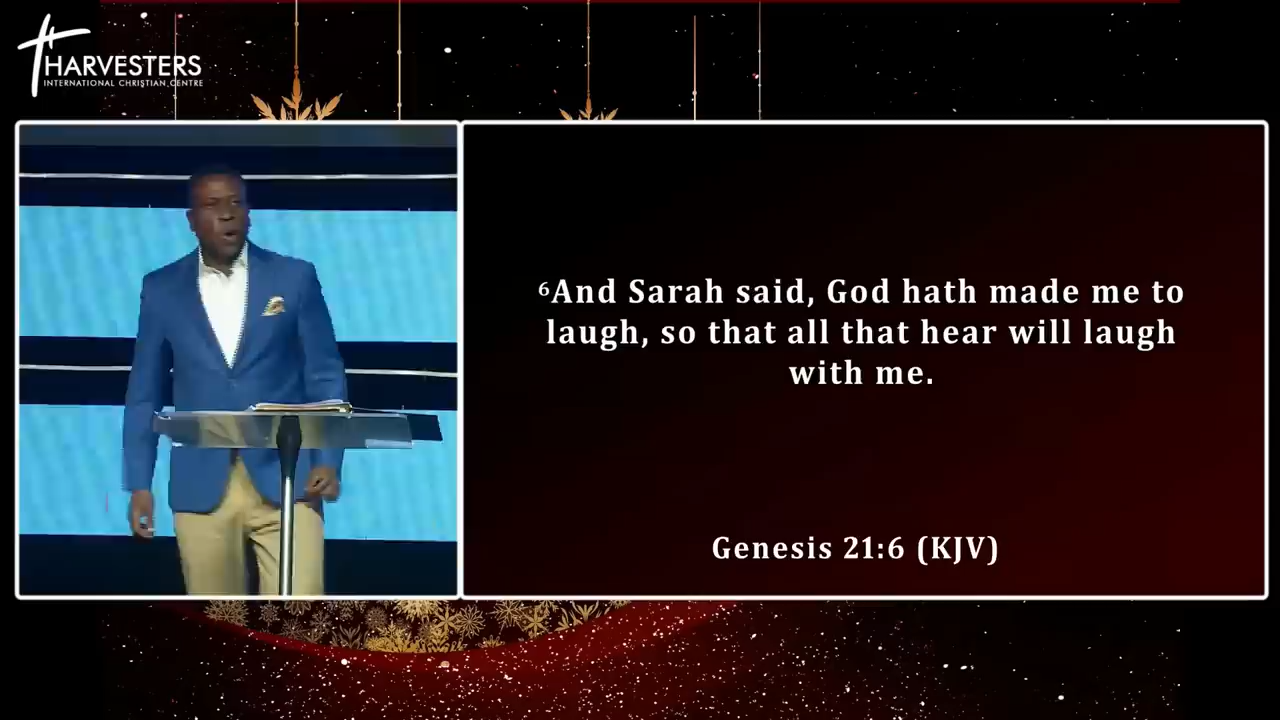 HARVESTERS
INTERNATIONAL CHRISTIAN CENTRE
6And Sarah said, God hath made me to
laugh, so that all that hear will laugh
with me.
Genesis 21:6 (KJV)